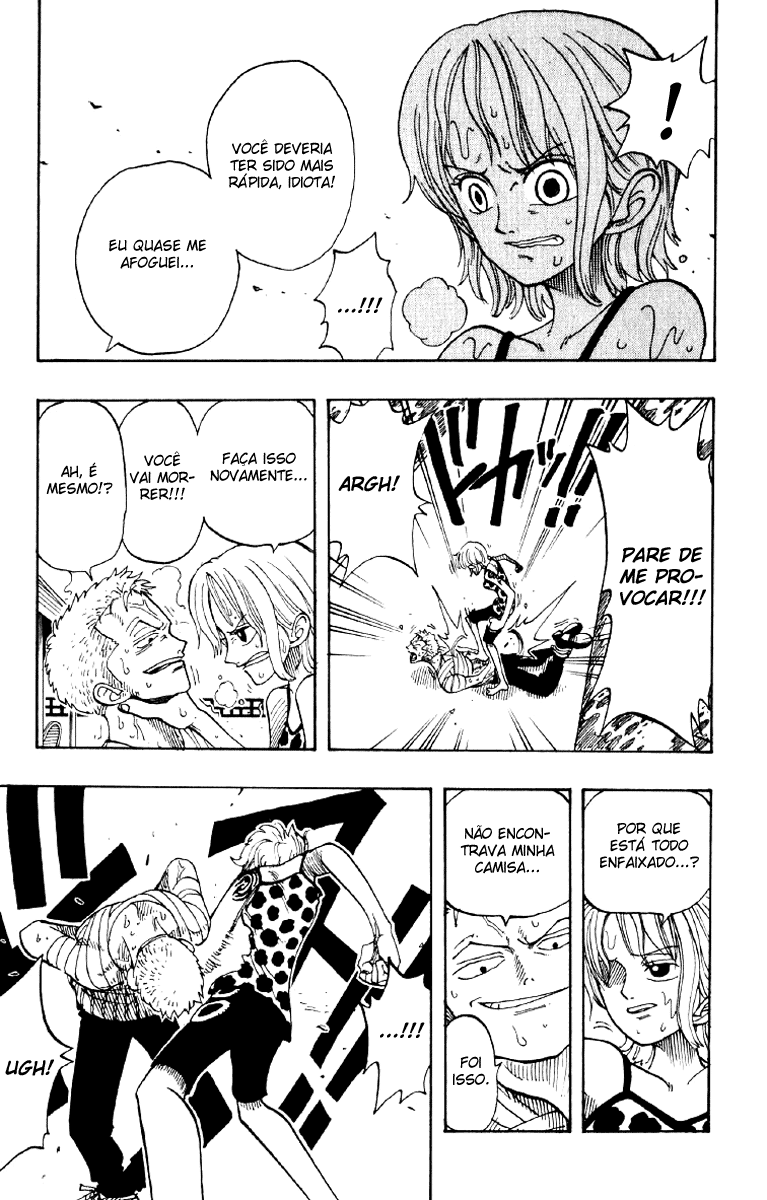 !
VOCÊ DEVERIA
TER SIDO MAIS
RÁPIDA, IDIOTA!
EU QUASE ME
AFOGUEI...
...!!!
PARE DE
ME PRO-
VOCAR!!!
ドカ!!
ARGH!
FAÇA ISSO
NOVAMENTE...
VOCÊ
VAI MOR-
RER!!!
AH, É
MESMO!?
POR QUE
ESTÁ TODO
ENFAIXADO...?
NÃO ENCON-
TRAVA MINHA
CAMISA...
FOI
ISSO.
...!!!
UGH!